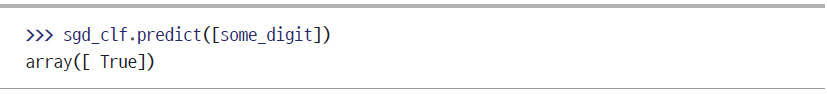 >>> sgd_clf.predict([some_digit])
array([ True])